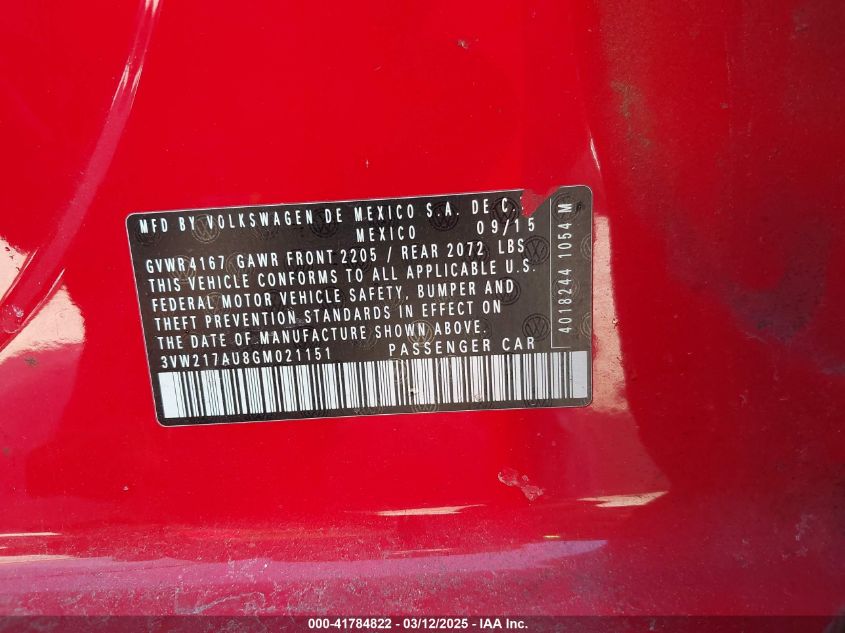 MFD BY VOLKSWAGEN DE MEXICO S.A. DE C.
MEXICO 09/15
GVWR4167 GAWR FRONT 2205 / REAR 2072 LBS
THIS VEHICLE CONFORMS TO ALL APPLICABLE U.S.
FEDERAL MOTOR VEHICLE SAFETY, BUMPER AND
THEFT PREVENTION STANDARDS IN EFFECT ON
THE DATE OF MANUFACTURE SHOWN ABOVE.
3VW217AU8GM021151 PASSENGER CAR
4018244 1054 M
000-41784822 - 03/12/2025 - IAA Inc.